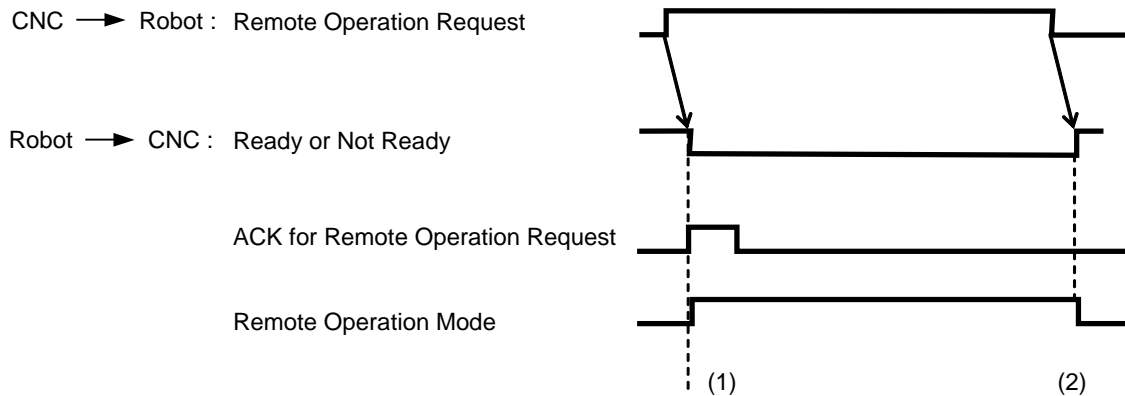 CNC → Robot : Remote Operation Request
Robot → CNC : Ready or Not Ready
ACK for Remote Operation Request
Remote Operation Mode
(1) (2)